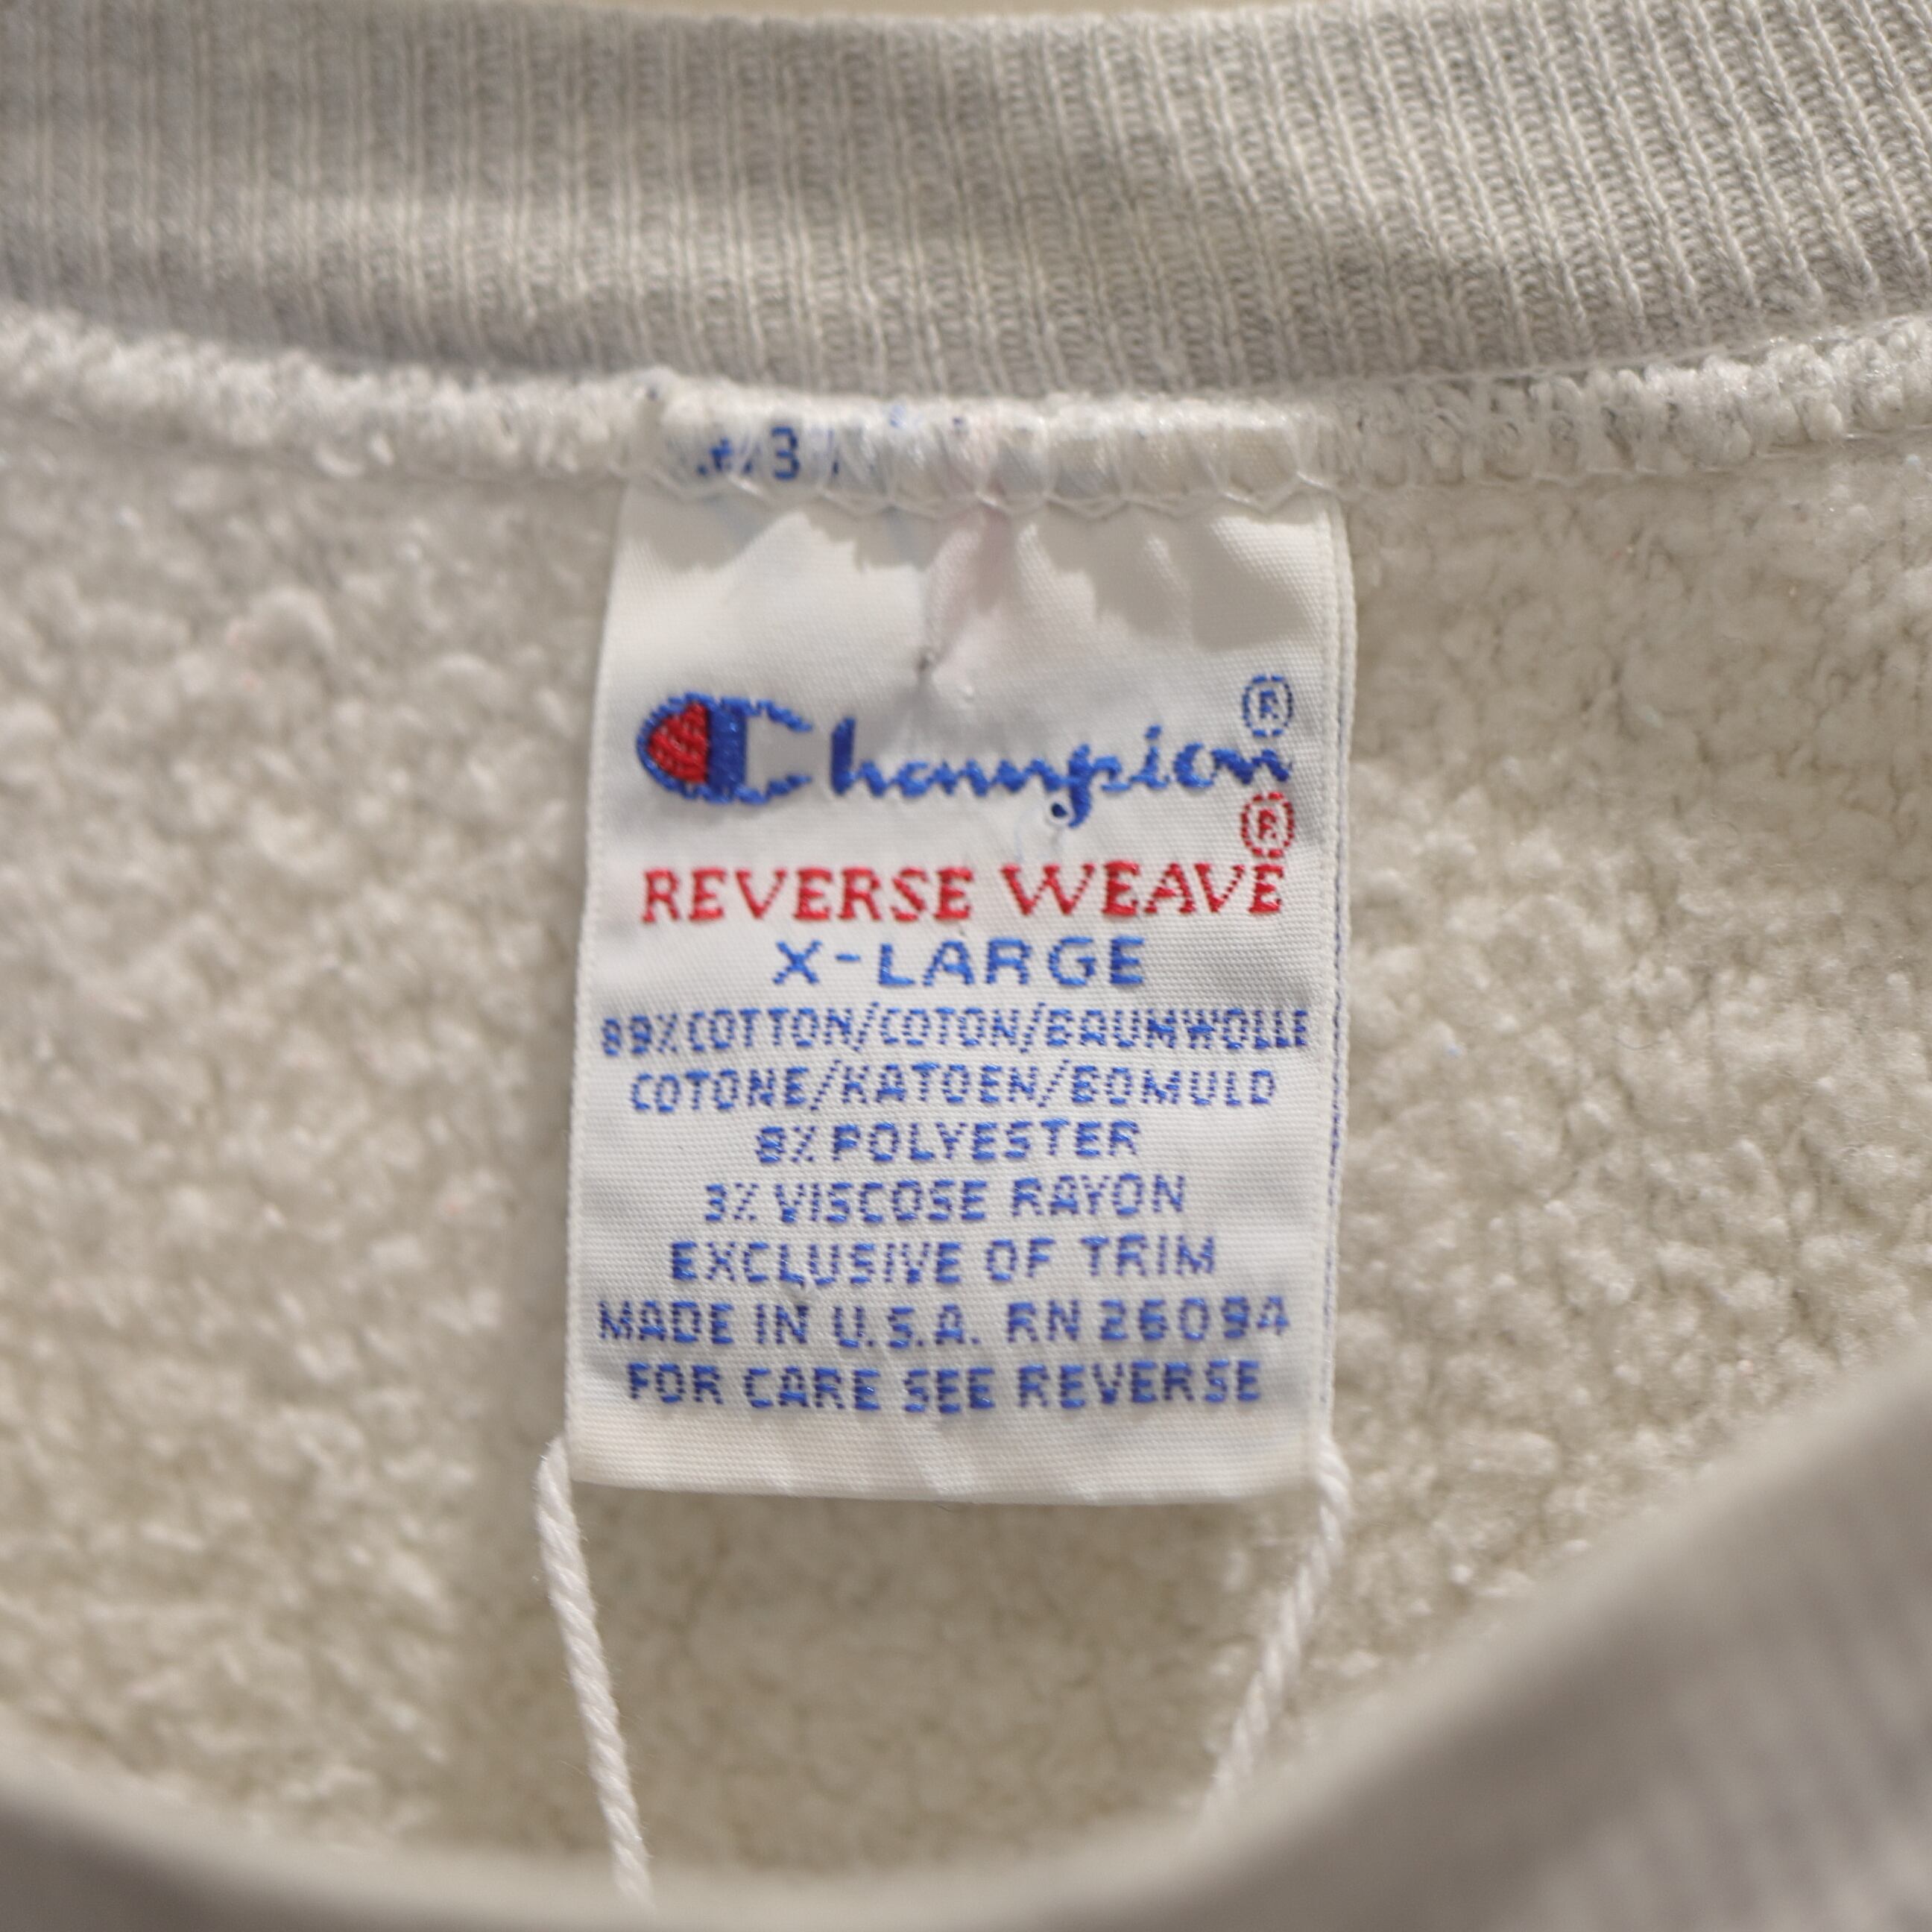 #3
Champion®
®
REVERSE WEAVE
X-LARGE
89% COTTON/COTON/BAUMWOLLE
COTONE/KATOEN/BOMULD
8% POLYESTER
3% VISCOSE RAYON
EXCLUSIVE OF TRIM
MADE IN U.S.A. RN 26094
FOR CARE SEE REVERSE